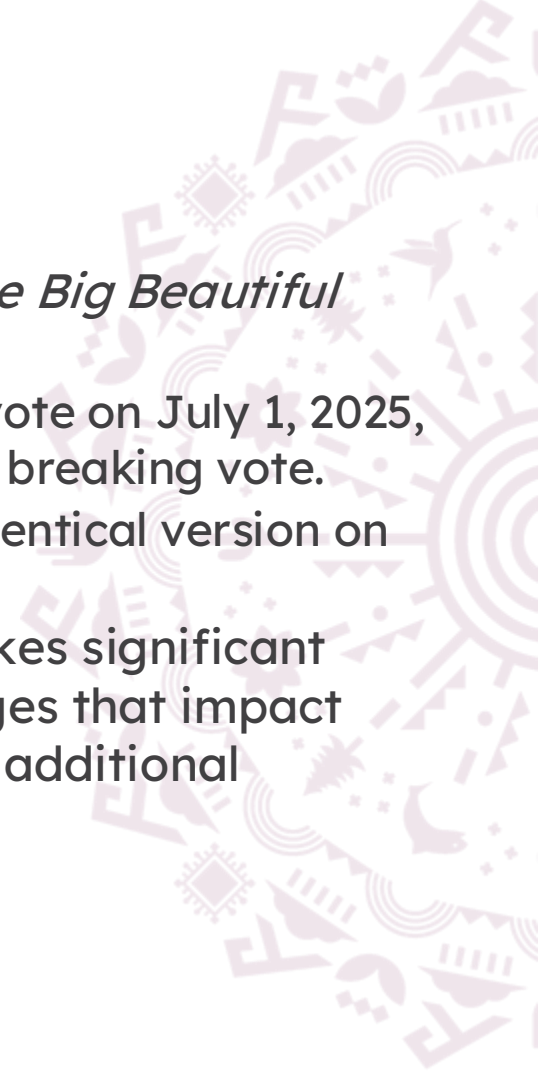 e Big Beautiful
vote on July 1, 2025,
breaking vote.
entical version on
kes significant
ges that impact
additional